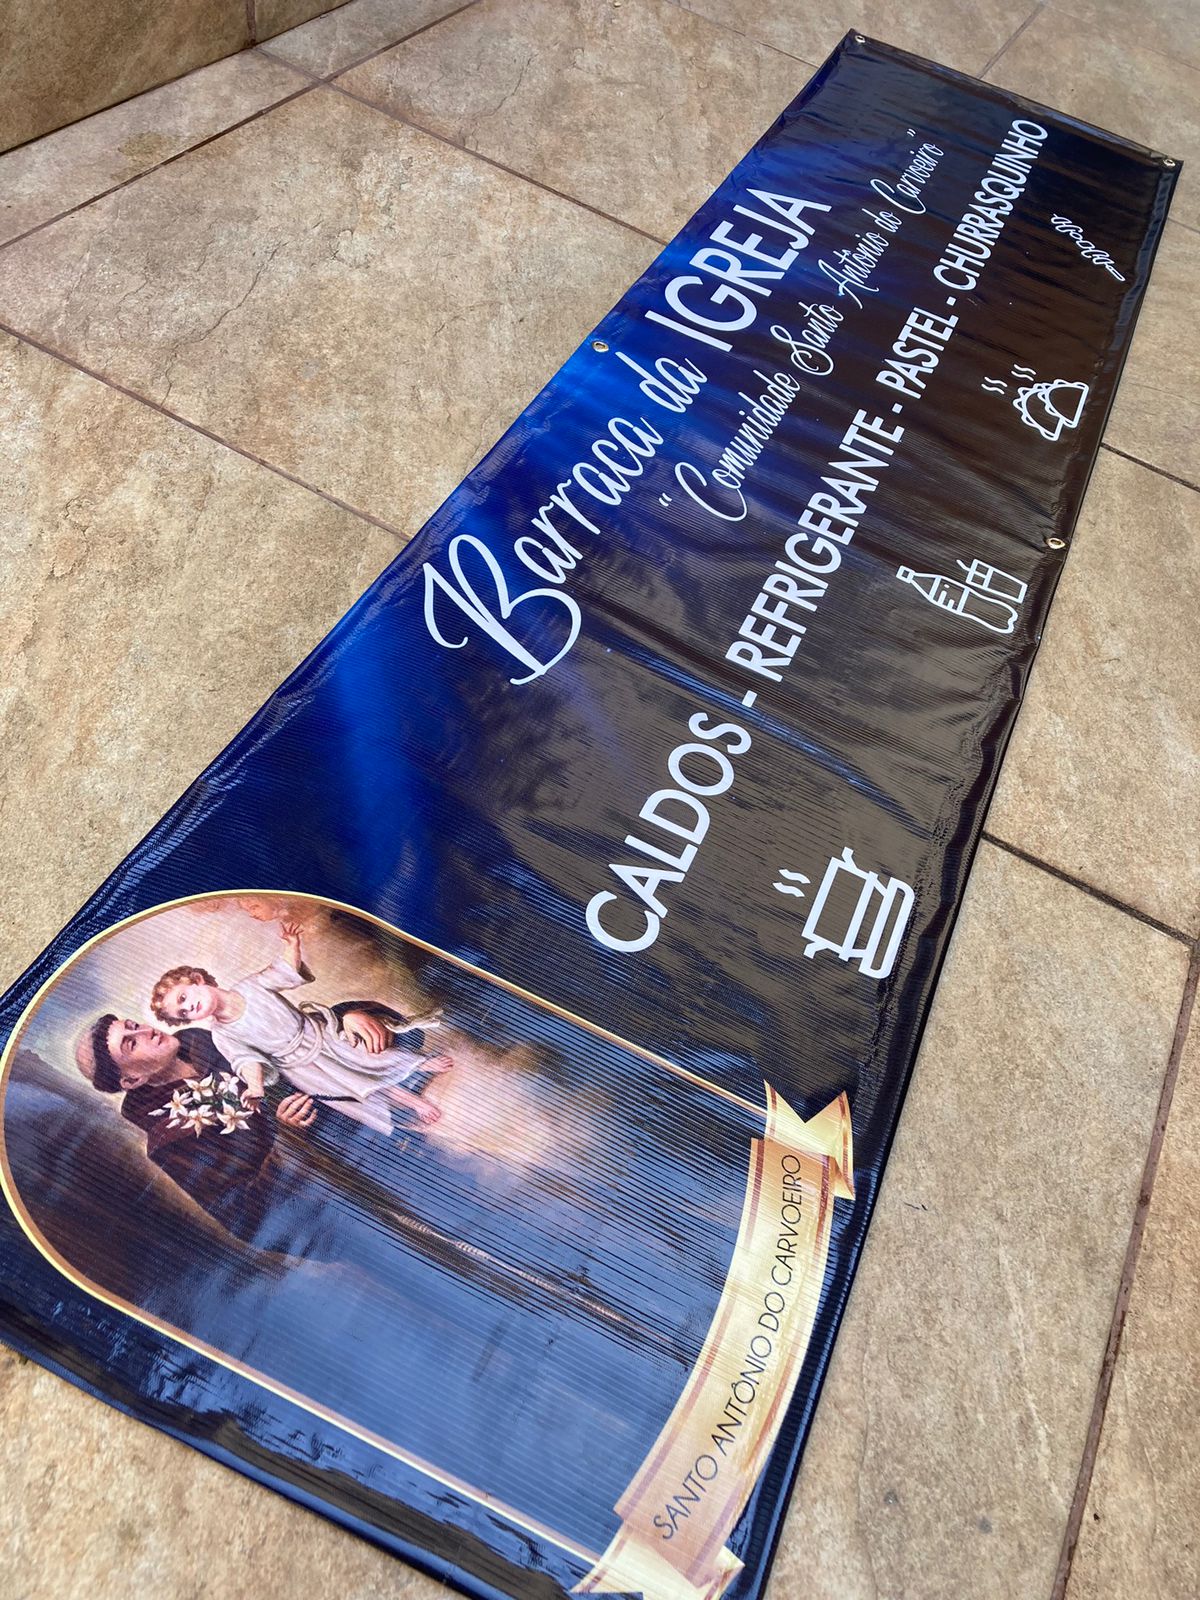 Barraca da IGREJA
“ Comunidade Santo Antônio do Carvoeiro ”
CALDOS - REFRIGERANTE - PASTEL - CHURRASQUINHO
SANTO ANTÔNIO DO CARVOEIRO